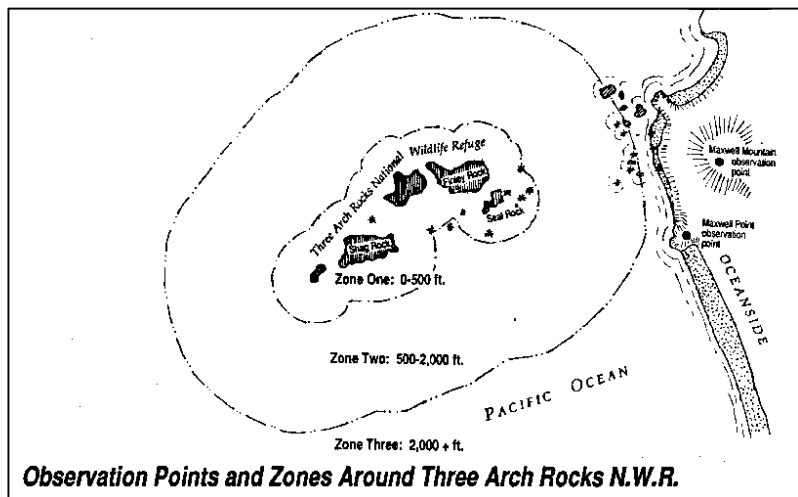 Three Arch Rocks National Wildlife Refuge
Finley Rock
Seal Rock
Shag Rock
Maxwell Mountain
observation
point
Maxwell Point
observation
point
OCEANSIDE
Zone One: 0-500 ft.
Zone Two: 500-2,000 ft.
PACIFIC OCEAN
Zone Three: 2,000 + ft.
Observation Points and Zones Around Three Arch Rocks N.W.R.